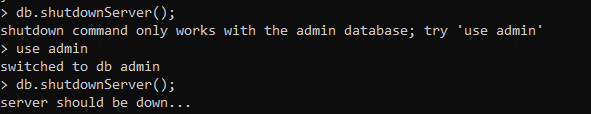 > db.shutdownServer();
shutdown command only works with the admin database; try 'use admin'
> use admin
switched to db admin
> db.shutdownServer();
server should be down...